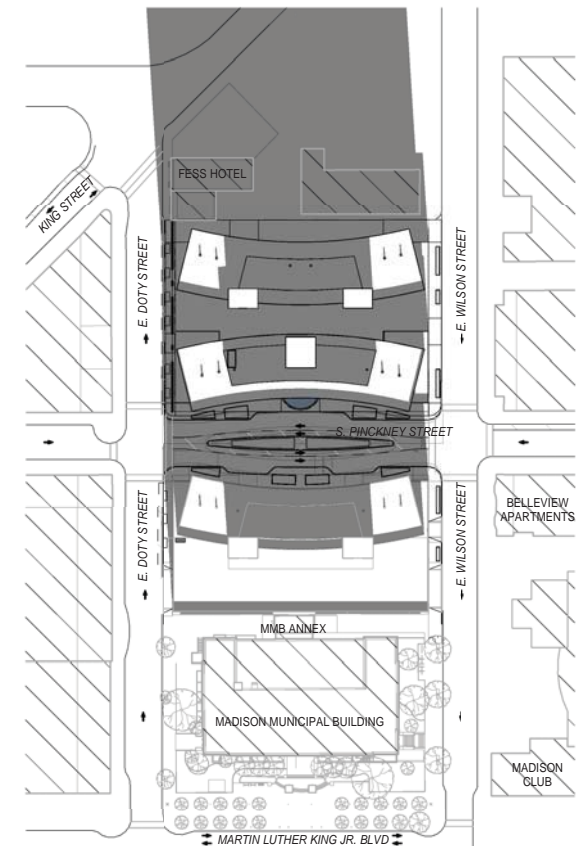 FESS HOTEL
KING STREET
E. DOTY STREET
E. WILSON STREET
S. PINCKNEY STREET
E. DOTY STREET
E. WILSON STREET
BELLEVIEW
APARTMENTS
MMB ANNEX
MADISON MUNICIPAL BUILDING
MADISON
CLUB
MARTIN LUTHER KING JR. BLVD